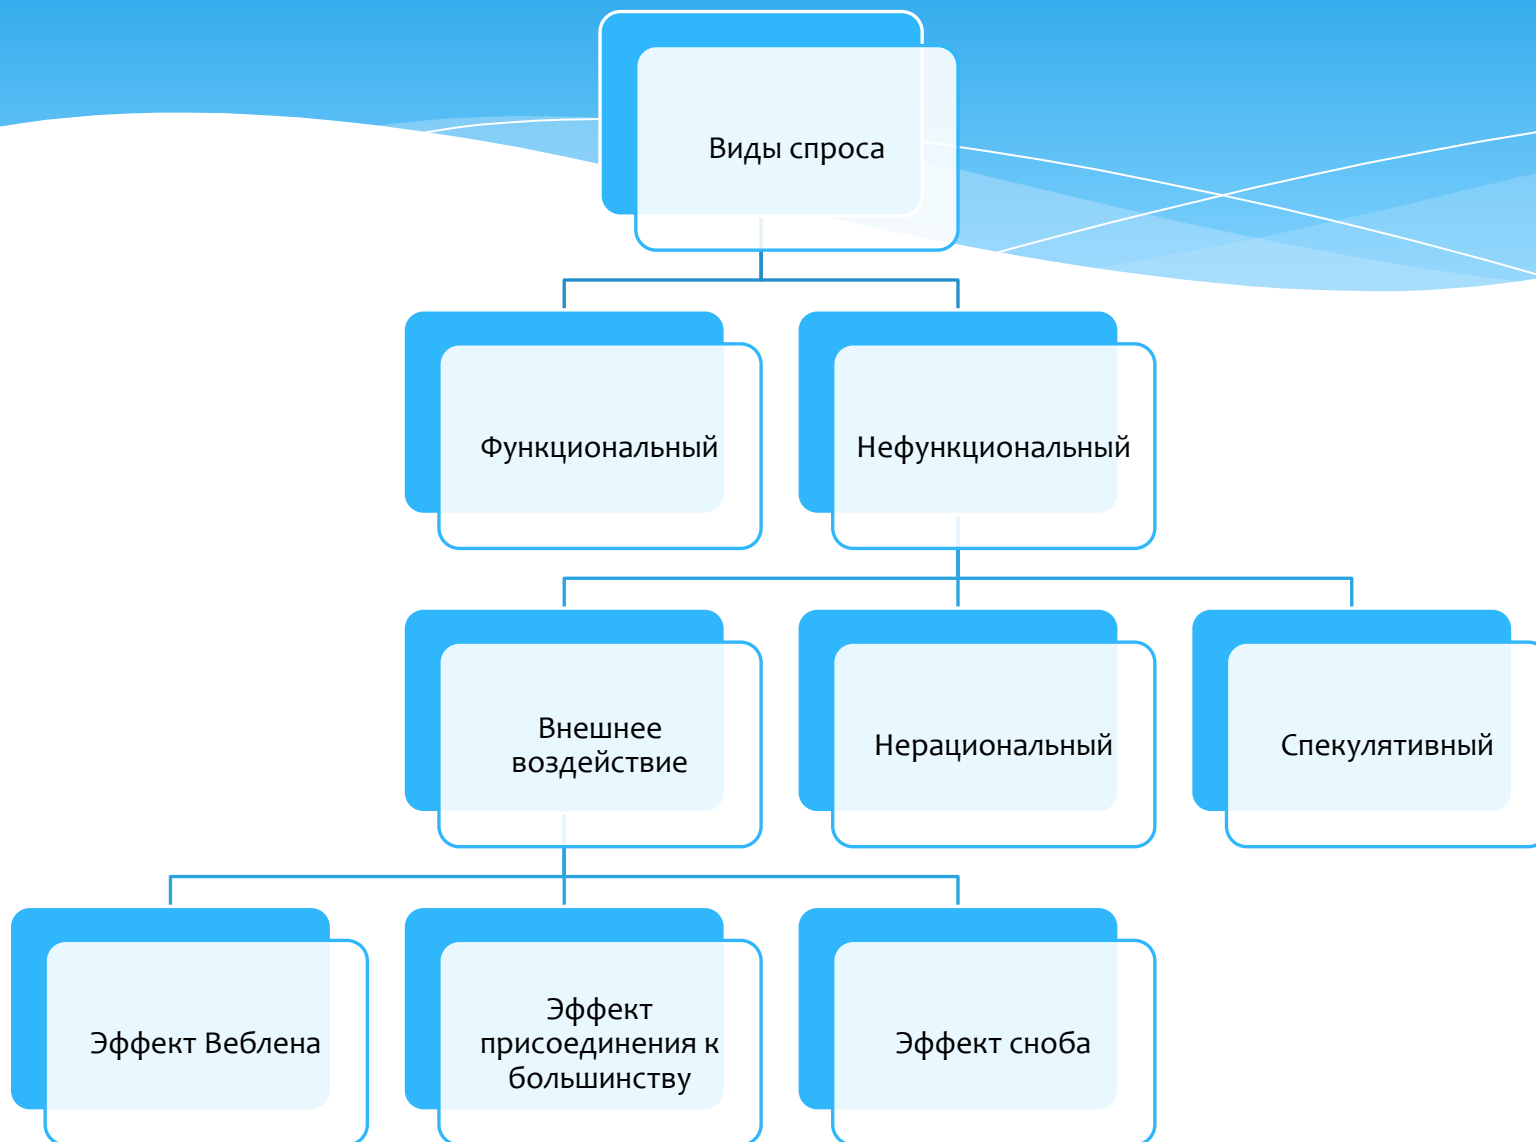 Виды спроса
Функциональный
Нефункциональный
Внешнее
воздействие
Нерациональный
Спекулятивный
Эффект Веблена
Эффект
присоединения к
большинству
Эффект сноба